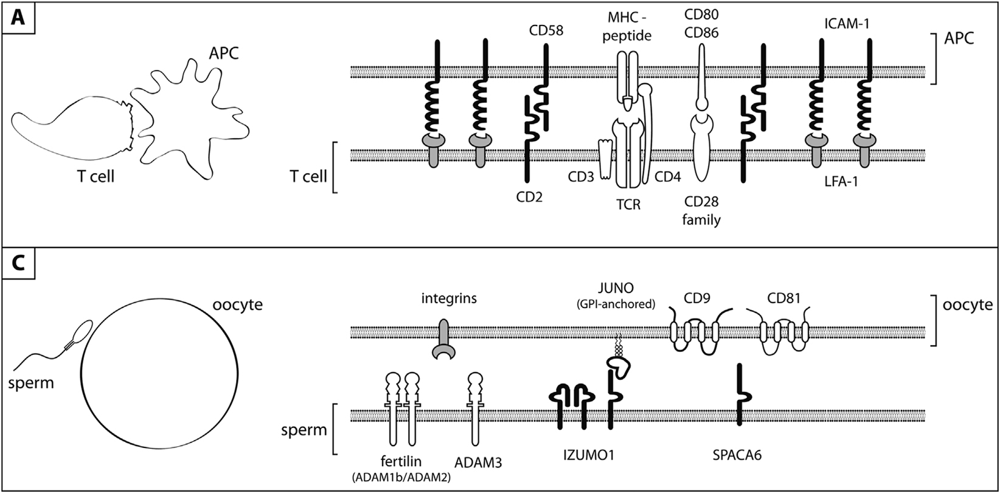 A
APC
T cell
CD58
MHC -
peptide
CD80
CD86
ICAM-1
APC
T cell
CD2
CD3
TCR
CD4
CD28
family
LFA-1
C
oocyte
sperm
integrins
JUNO
(GPI-anchored)
CD9
CD81
oocyte
sperm
fertilin
(ADAM1b/ADAM2)
ADAM3
IZUMO1
SPACA6